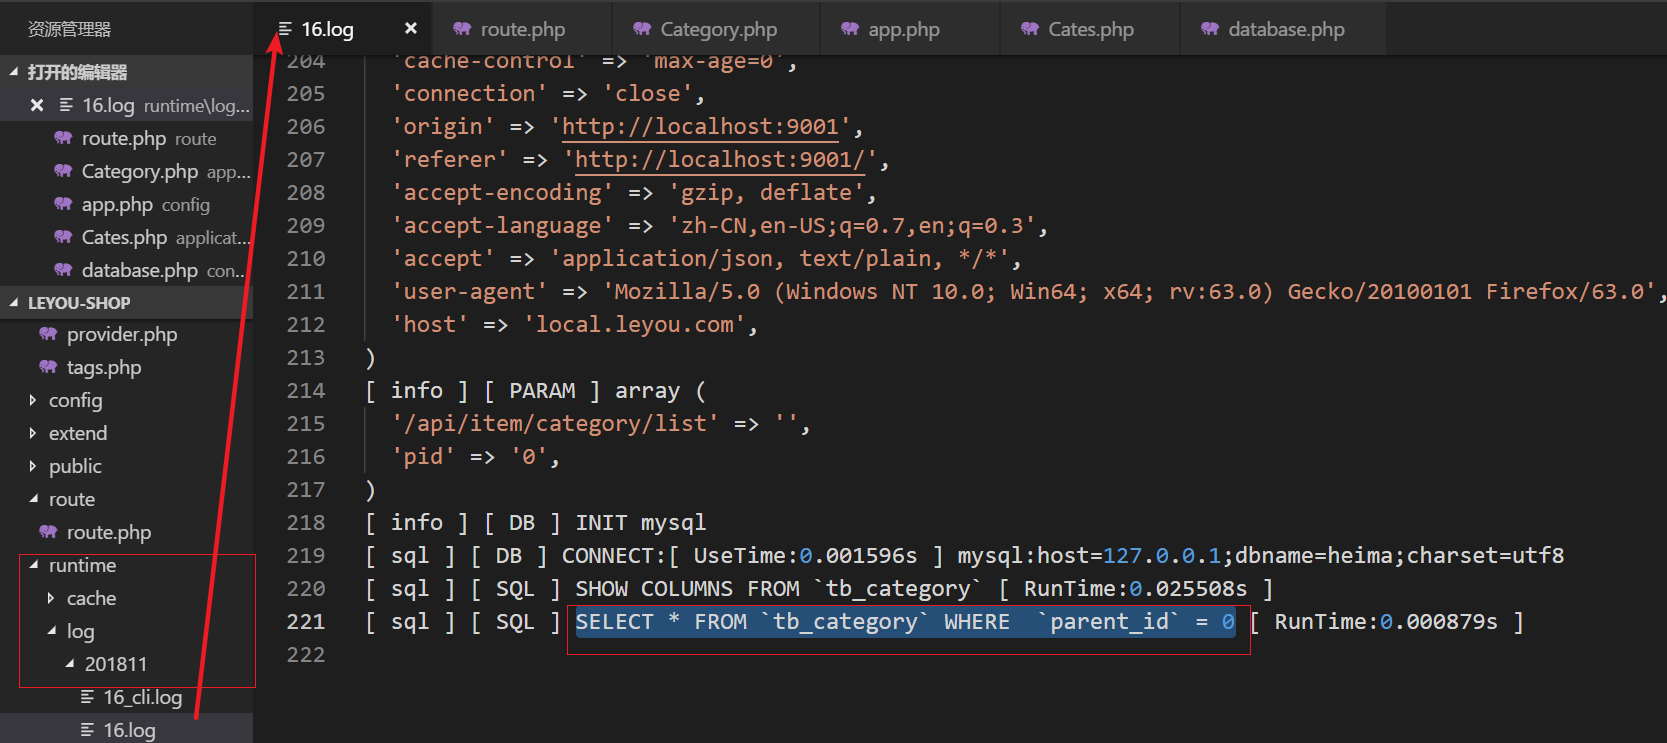 资源管理器
16.log
route.php
Category.php
app.php
Cates.php
database.php
打开的编辑器
16.log runtime\log...
route.php route
Category.php app...
app.php config
Cates.php applicat...
database.php con...
LEYOU-SHOP
provider.php
tags.php
config
extend
public
route
route.php
runtime
cache
log
201811
16_cli.log
16.log
204 'cache-control' => 'max-age=0',
205 'connection' => 'close',
206 'origin' => 'http://localhost:9001',
207 'referer' => 'http://localhost:9001/',
208 'accept-encoding' => 'gzip, deflate',
209 'accept-language' => 'zh-CN,en-US;q=0.7,en;q=0.3',
210 'accept' => 'application/json, text/plain, */*',
211 'user-agent' => 'Mozilla/5.0 (Windows NT 10.0; Win64; x64; rv:63.0) Gecko/20100101 Firefox/63.0',
212 'host' => 'local.leyou.com',
213 )
214 [ info ] [ PARAM ] array (
215 '/api/item/category/list' => '',
216 'pid' => '0',
217 )
218 [ info ] [ DB ] INIT mysql
219 [ sql ] [ DB ] CONNECT:[ UseTime:0.001596s ] mysql:host=127.0.0.1;dbname=heima;charset=utf8
220 [ sql ] [ SQL ] SHOW COLUMNS FROM `tb_category` [ RunTime:0.025508s ]
221 [ sql ] [ SQL ] SELECT * FROM `tb_category` WHERE  `parent_id` = 0 [ RunTime:0.000879s ]
222